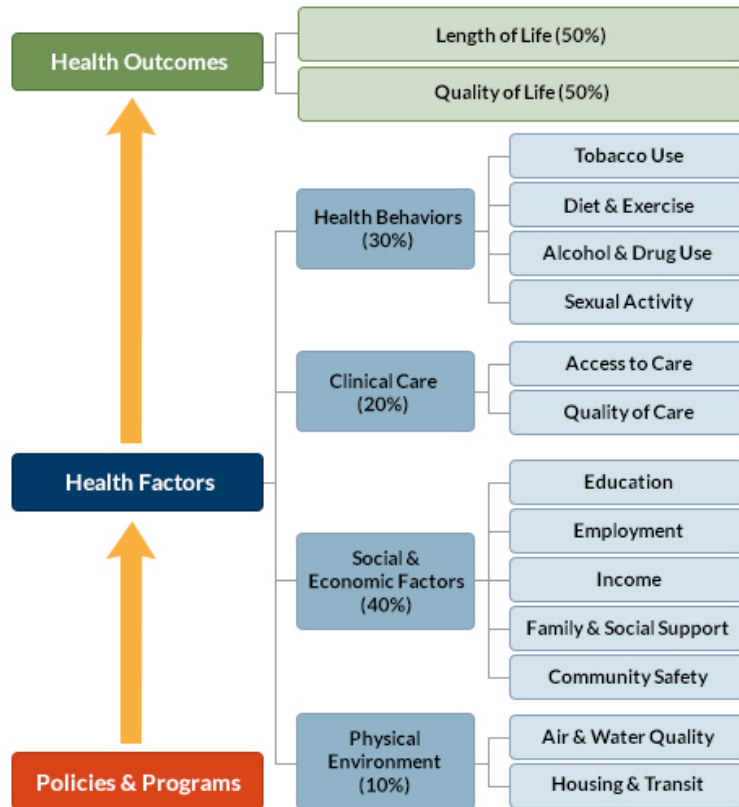 Health Outcomes
Length of Life (50%)
Quality of Life (50%)
Health Factors
Health Behaviors
(30%)
Tobacco Use
Diet & Exercise
Alcohol & Drug Use
Sexual Activity
Clinical Care
(20%)
Access to Care
Quality of Care
Social &
Economic Factors
(40%)
Education
Employment
Income
Family & Social Support
Community Safety
Physical
Environment
(10%)
Air & Water Quality
Housing & Transit
Policies & Programs